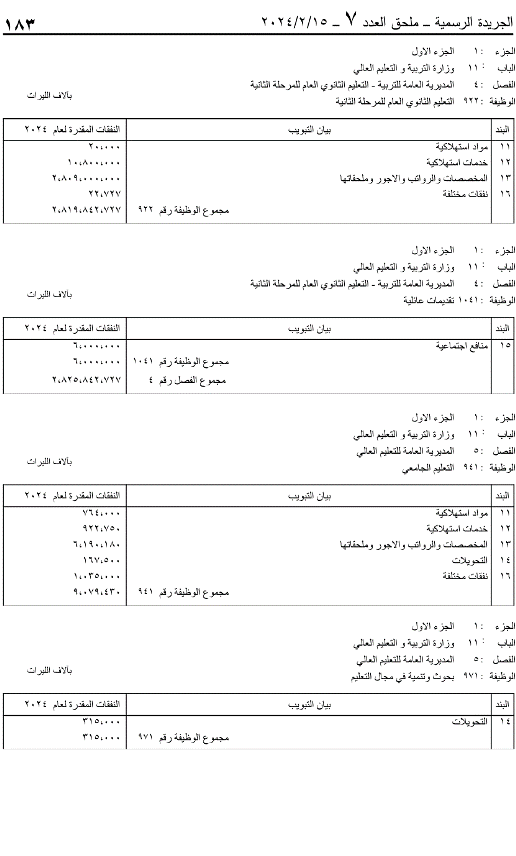 الجريدة الرسمية – ملحق العدد ٧ – ٢٠٢٤/٢/١٥ ١٨٣
الجزء : ١ الجزء الاول
الباب : ١١ وزارة التربية و التعليم العالي
الفصل : ٤ المديرية العامة للتربية - التعليم الثانوي العام للمرحلة الثانية
الوظيفة : ٩٢٢ التعليم الثانوي العام للمرحلة الثانية بآلاف الليرات
البند بيان التبويب النفقات المقدرة لعام ٢٠٢٤
١١ مواد استهلاكية ٢٠،٠٠٠
١٢ خدمات استهلاكية ١٠،٨٠٠،٠٠٠
١٣ المخصصات والرواتب والاجور وملحقاتها ٢،٨٠٩،٠٠٠،٠٠٠
١٦ نفقات مختلفة ٢٢،٧٢٧
مجموع الوظيفة رقم ٩٢٢ ٢،٨١٩،٨٤٢،٧٢٧
الجزء : ١ الجزء الاول
الباب : ١١ وزارة التربية و التعليم العالي
الفصل : ٤ المديرية العامة للتربية - التعليم الثانوي العام للمرحلة الثانية
الوظيفة : ١٠٤١ تقديمات عائلية بآلاف الليرات
البند بيان التبويب النفقات المقدرة لعام ٢٠٢٤
١٥ منافع اجتماعية ٦،٠٠٠،٠٠٠
مجموع الوظيفة رقم ١٠٤١ ٦،٠٠٠،٠٠٠
مجموع الفصل رقم ٤ ٢،٨٢٥،٨٤٢،٧٢٧
الجزء : ١ الجزء الاول
الباب : ١١ وزارة التربية و التعليم العالي
الفصل : ٥ المديرية العامة للتعليم العالي
الوظيفة : ٩٤١ التعليم الجامعي بآلاف الليرات
البند بيان التبويب النفقات المقدرة لعام ٢٠٢٤
١١ مواد استهلاكية ٧٦٤،٠٠٠
١٢ خدمات استهلاكية ٩٢٢،٧٥٠
١٣ المخصصات والرواتب والاجور وملحقاتها ٦،١٩٠،١٨٠
١٤ التحويلات ١٦٧،٥٠٠
١٦ نفقات مختلفة ١،٠٣٥،٠٠٠
مجموع الوظيفة رقم ٩٤١ ٩،٠٧٩،٤٣٠
الجزء : ١ الجزء الاول
الباب : ١١ وزارة التربية و التعليم العالي
الفصل : ٥ المديرية العامة للتعليم العالي
الوظيفة : ٩٧١ بحوث وتنمية في مجال التعليم بآلاف الليرات
البند بيان التبويب النفقات المقدرة لعام ٢٠٢٤
١٤ التحويلات ٣١٥،٠٠٠
مجموع الوظيفة رقم ٩٧١ ٣١٥،٠٠٠